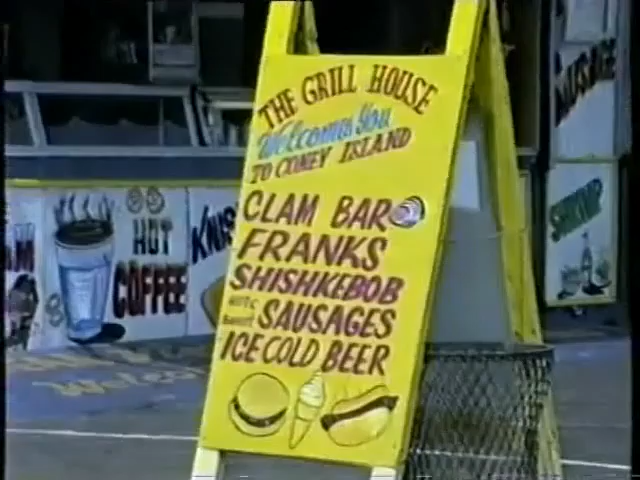 THE GRILL HOUSE
Welcomes You
TO CONEY ISLAND
CLAM BAR
FRANKS
SHISHKEBOB
SAUSAGES
ICE COLD BEER
HOT
COFFEE
KNIS
SAUSAGE
SHRIMP